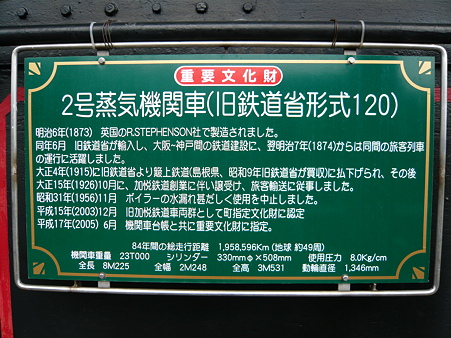 重要文化財
2号蒸気機関車(旧鉄道省形式120)
明治6年(1873) 英国のR.STEPHENSON社で製造されました。
同年6月 旧鉄道省が輸入し、大阪-神戸間の鉄道建設に、翌明治7年(1874)からは同間の旅客列車
の運行に活躍しました。
大正4年(1915)に旧鉄道省より簸上鉄道(島根県、昭和9年旧鉄道省が買収)に払下げられ、その後
大正15年(1926)10月に、加悦鉄道創業に伴い譲受け、旅客輸送に従事しました。
昭和31年(1956)11月 ボイラーの水漏れ甚だしく使用を中止しました。
平成15年(2003)12月 旧加悦鉄道車両群として町指定文化財に認定
平成17年(2005) 6月 機関車台帳と共に重要文化財に指定。
84年間の総走行距離 1,958,596Km(地球 約49周)
機関車重量 23T000 シリンダー 330mmφ×508mm 使用圧力 8.0Kg/cm
全長 8M225 全幅 2M248 全高 3M531 動輪直径 1,346mm